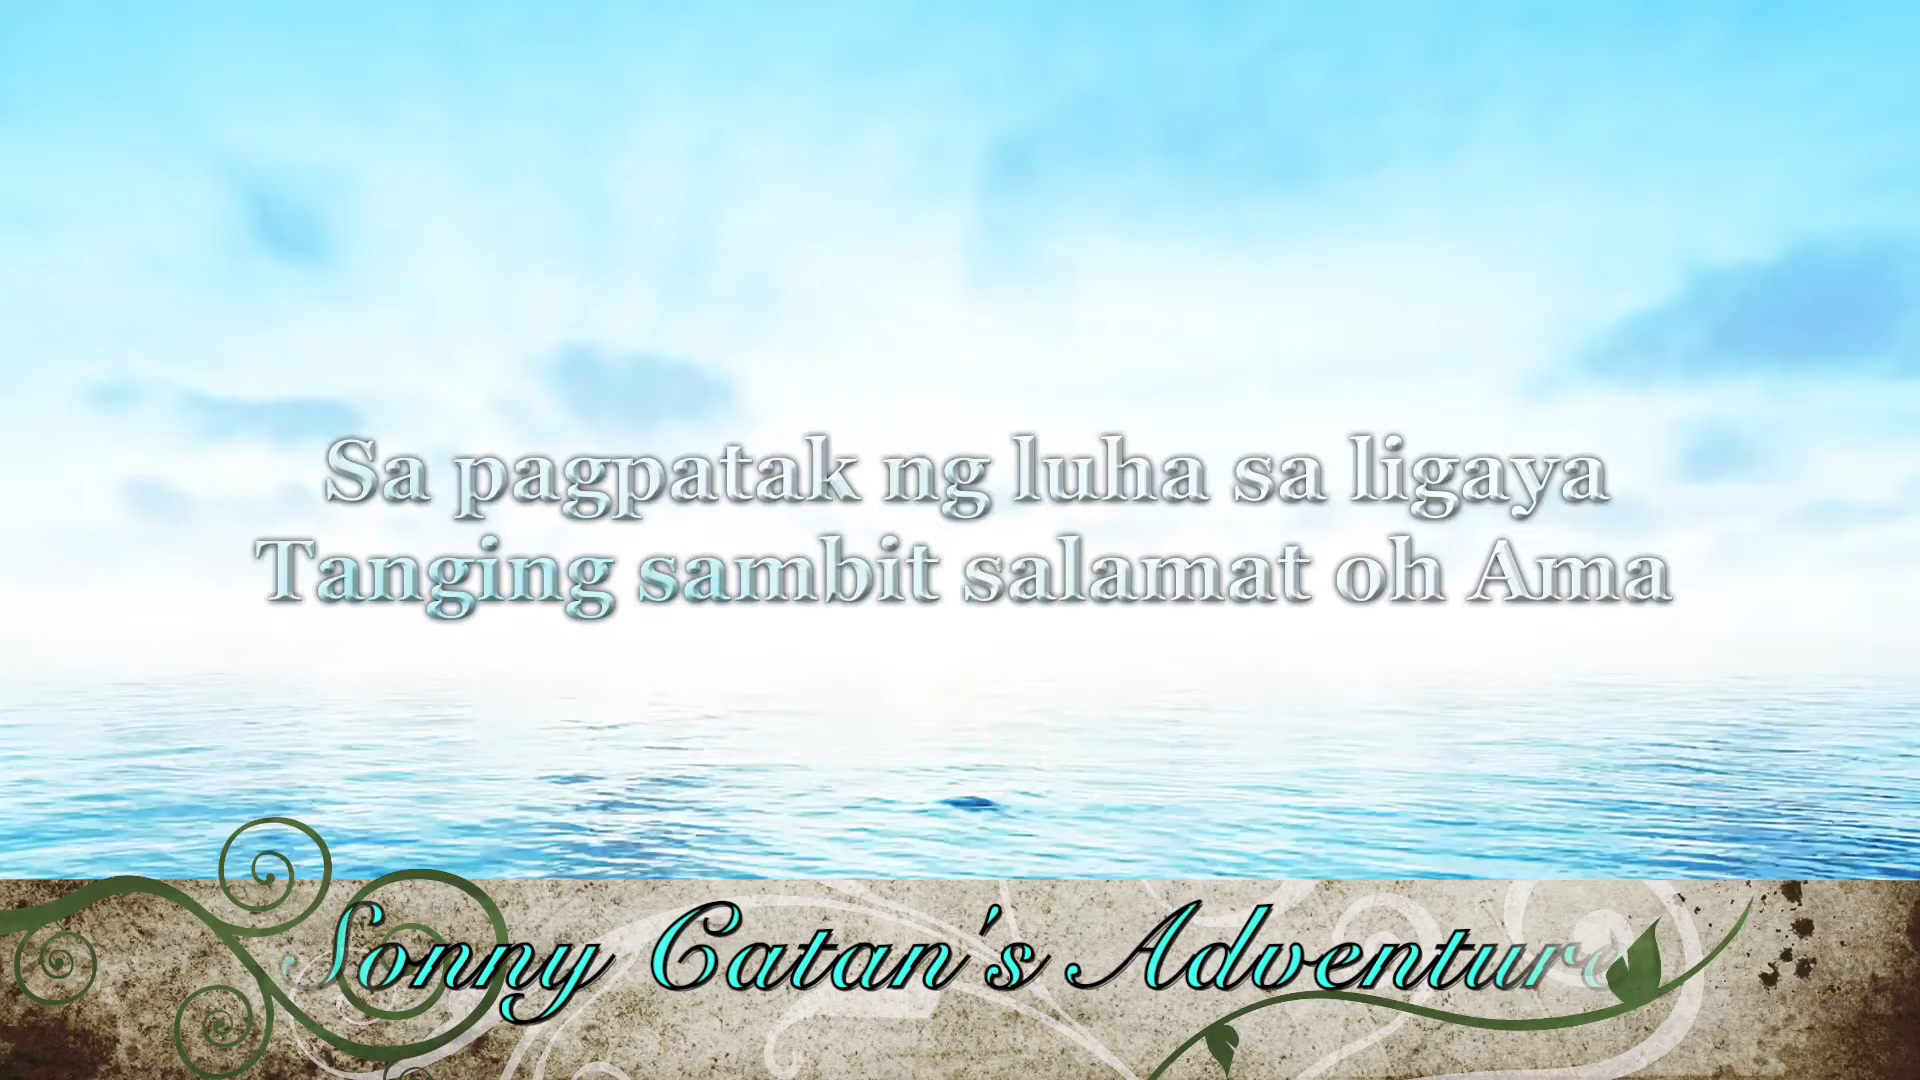 Sa pagpatak ng luha sa ligaya
Tanging sambit salamat oh Ama
Sonny Catan's Adventure